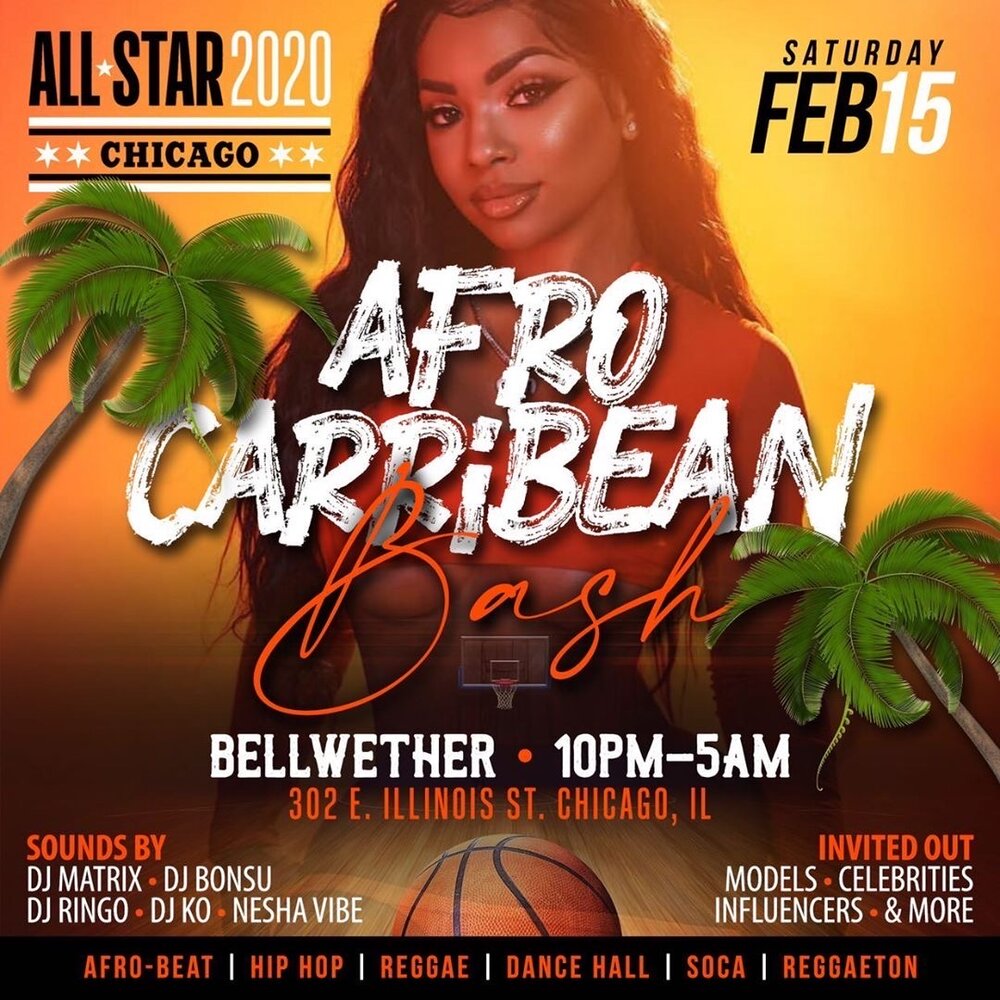 ALL★STAR 2020
CHICAGO
SATURDAY
FEB 15
AFRO
CARRiBEAN
Bash
BELLWETHER • 10PM–5AM
302 E. ILLINOIS ST. CHICAGO, IL
SOUNDS BY
DJ MATRIX • DJ BONSU
DJ RINGO • DJ KO • NESHA VIBE
INVITED OUT
MODELS • CELEBRITIES
INFLUENCERS • & MORE
AFRO-BEAT | HIP HOP | REGGAE | DANCE HALL | SOCA | REGGAETON